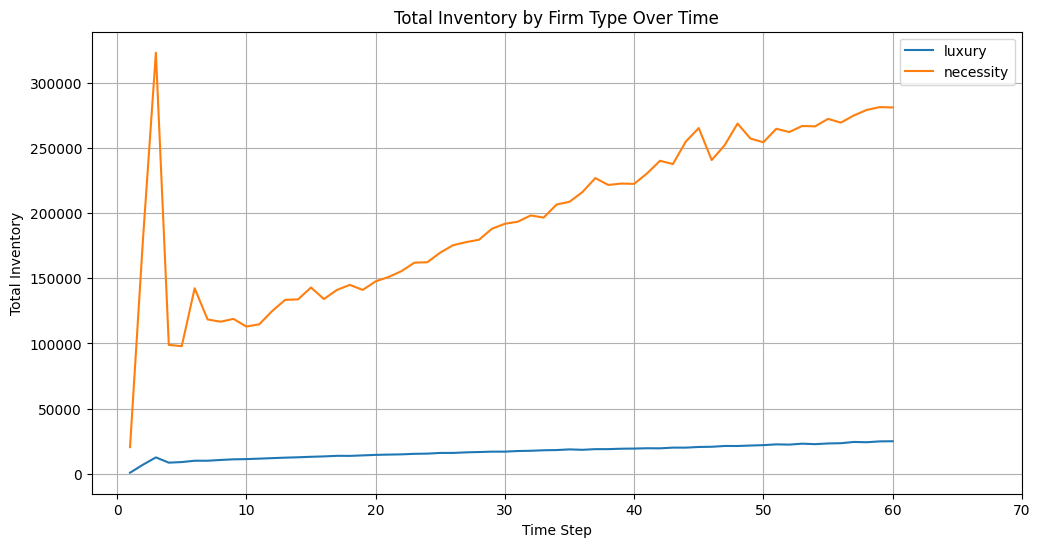 Total Inventory by Firm Type Over Time
luxury
necessity
Total Inventory
300000
250000
200000
150000
100000
50000
0
0 10 20 30 40 50 60 70
Time Step